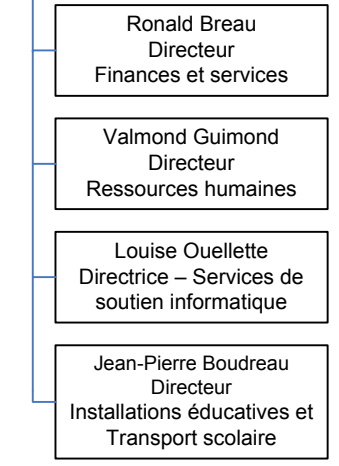 Ronald Breau
Directeur
Finances et services
Valmond Guimond
Directeur
Ressources humaines
Louise Ouellette
Directrice – Services de
soutien informatique
Jean-Pierre Boudreau
Directeur
Installations éducatives et
Transport scolaire